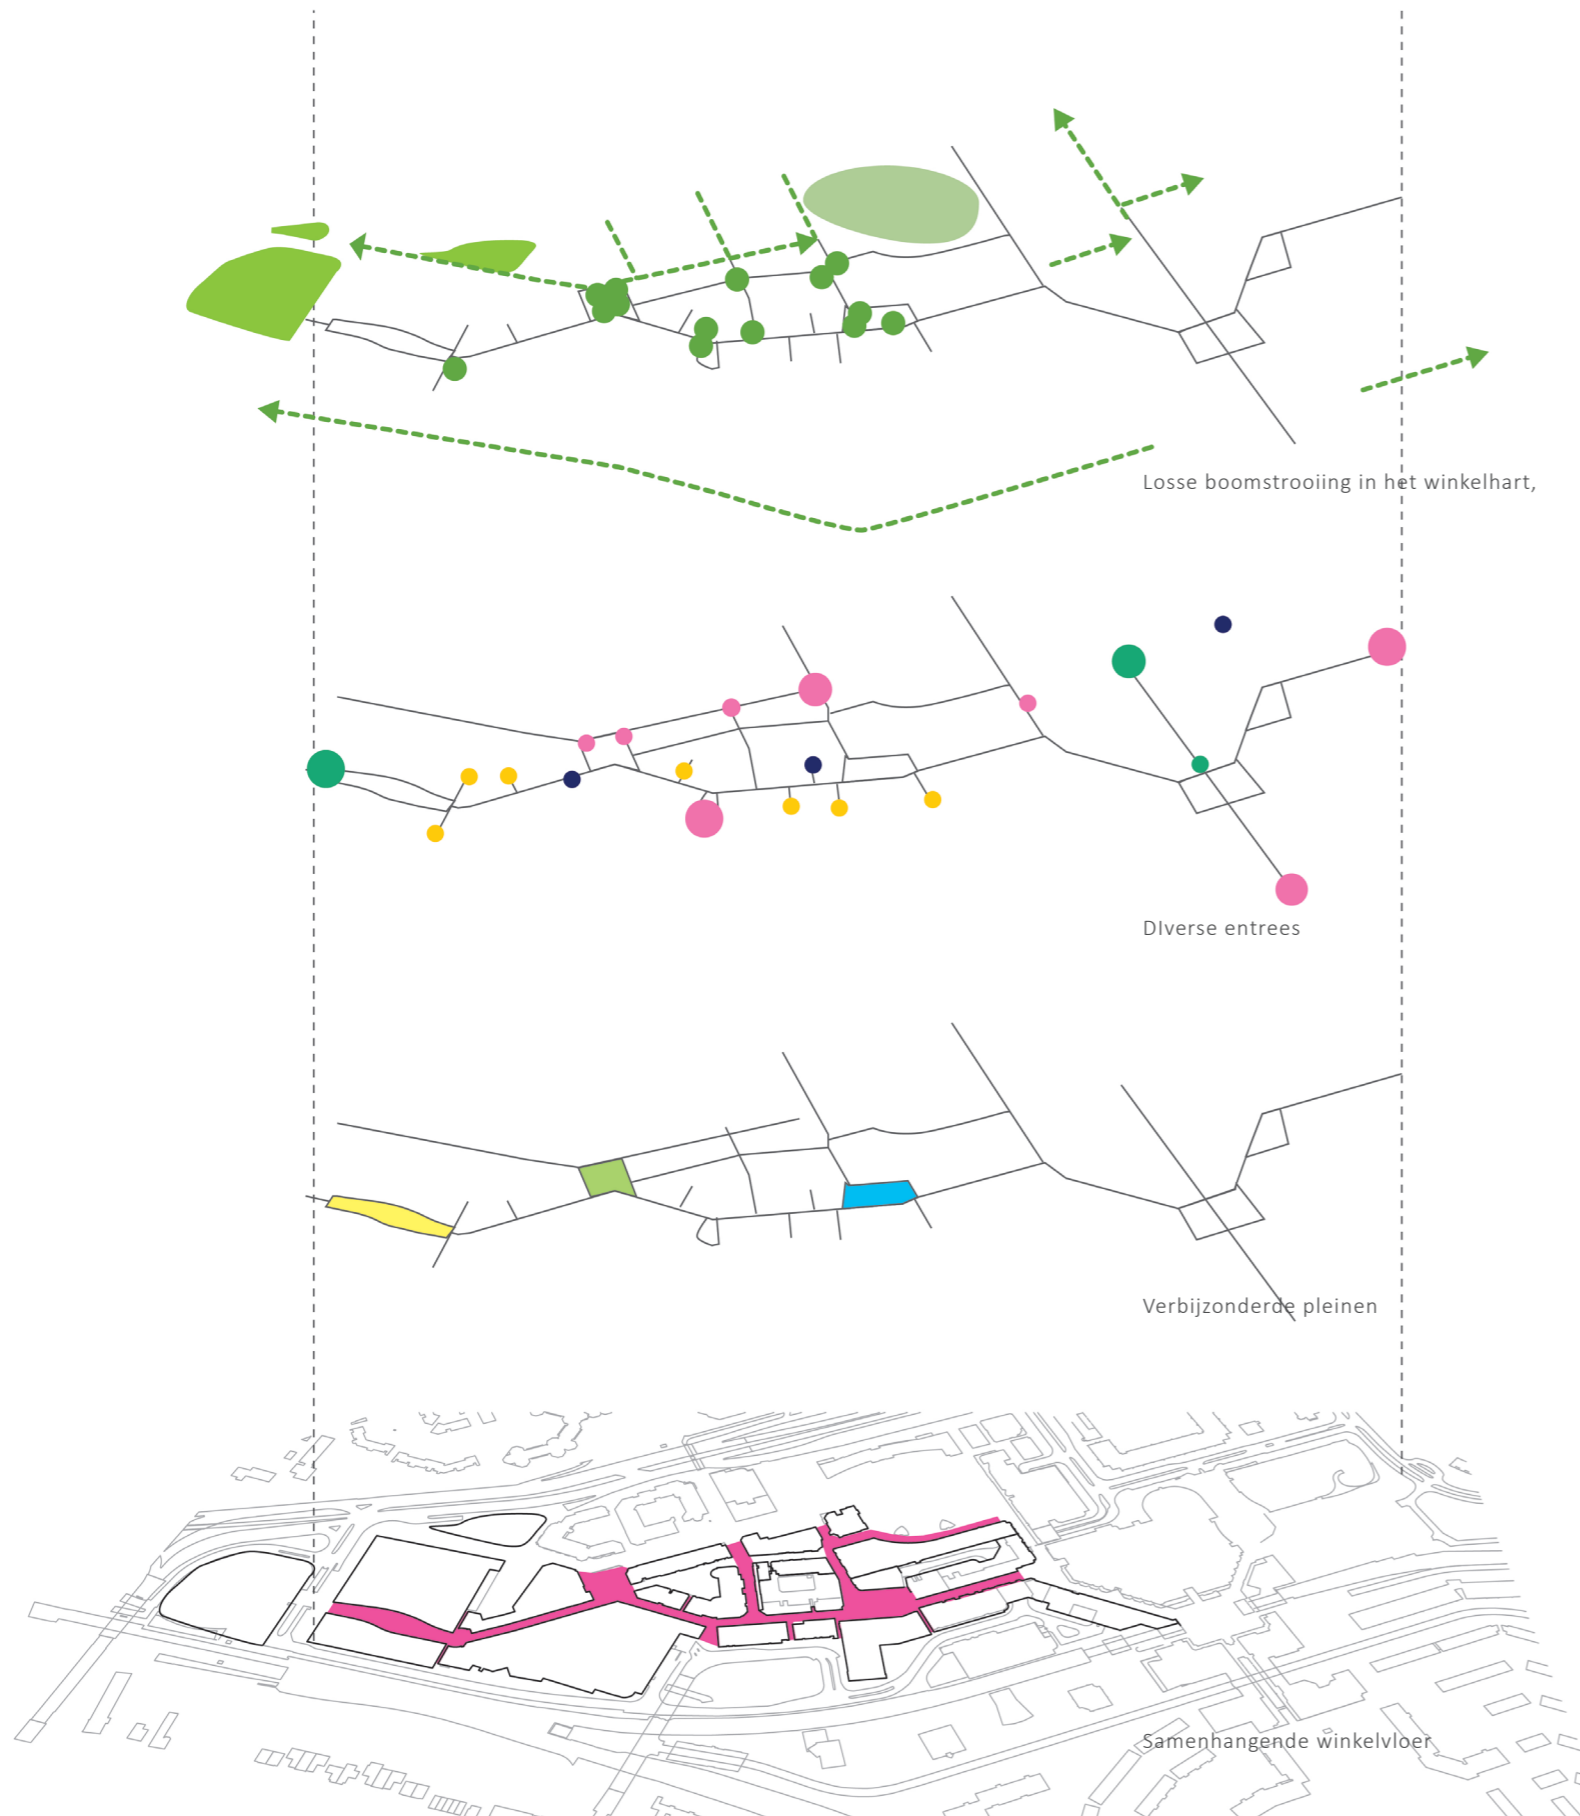 Losse boomstrooiing in het winkelhart,
DIverse entrees
Verbijzonderde pleinen
Samenhangende winkelvloer